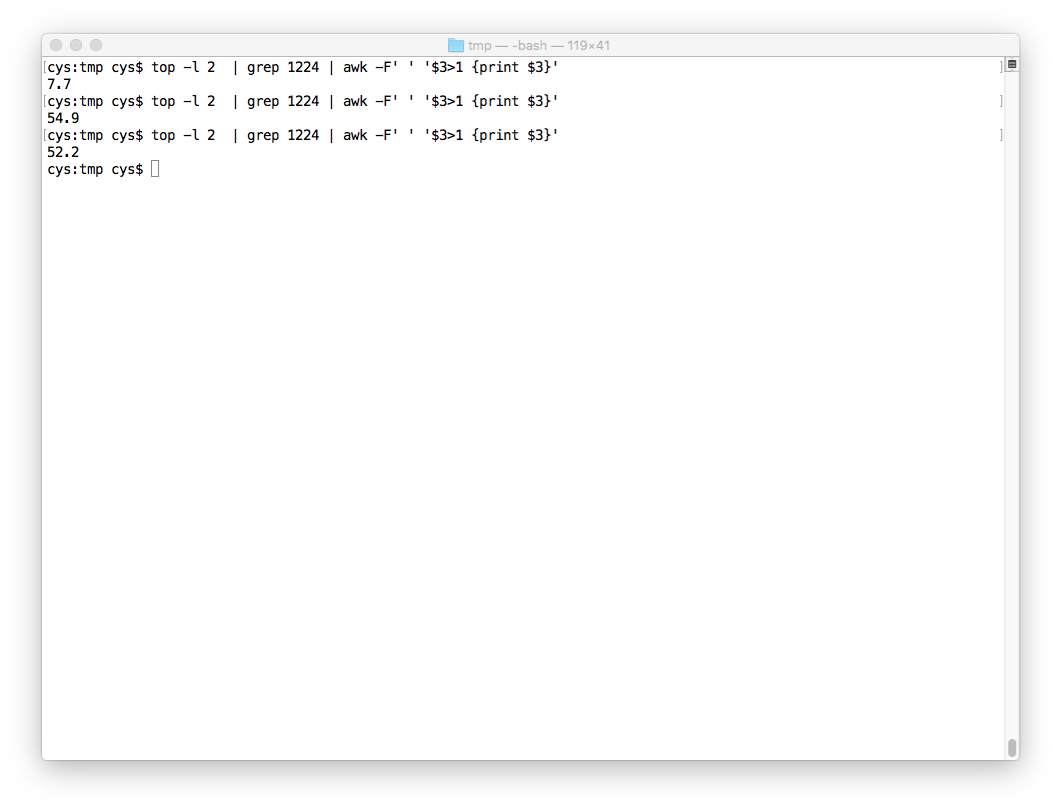 tmp — -bash — 119×41
[cys:tmp cys$ top -l 2  | grep 1224 | awk -F' ' '$3>1 {print $3}' ]
7.7
[cys:tmp cys$ top -l 2  | grep 1224 | awk -F' ' '$3>1 {print $3}' ]
54.9
[cys:tmp cys$ top -l 2  | grep 1224 | awk -F' ' '$3>1 {print $3}' ]
52.2
cys:tmp cys$